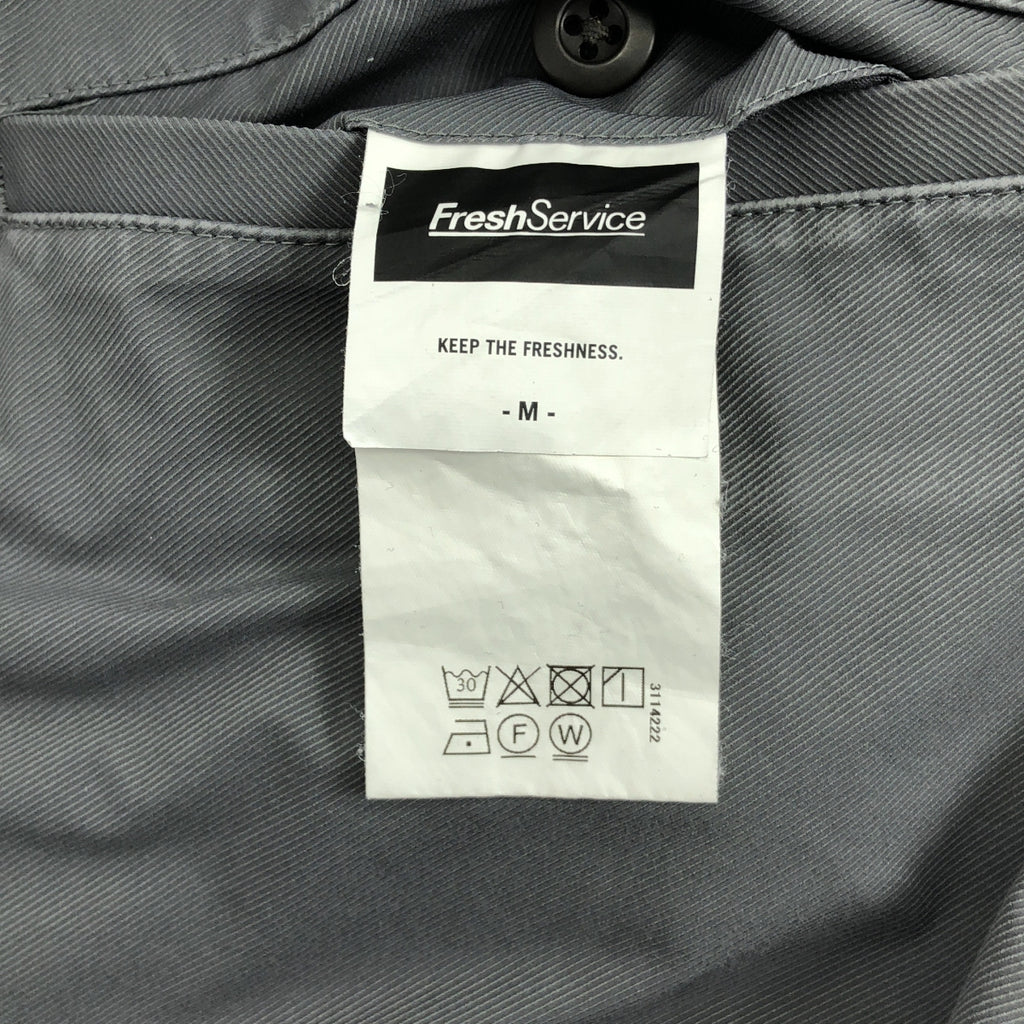 FreshService
KEEP THE FRESHNESS.
- M -
30
3114222
F W